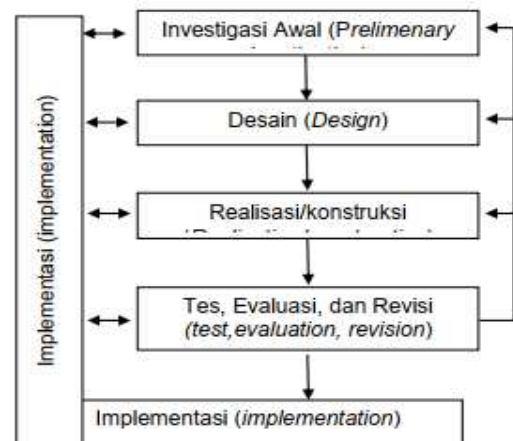 Implementasi (implementation)
Investigasi Awal (Prelimenary
Desain (Design)
Realisasi/konstruksi
Tes, Evaluasi, dan Revisi
(test,evaluation, revision)
Implementasi (implementation)